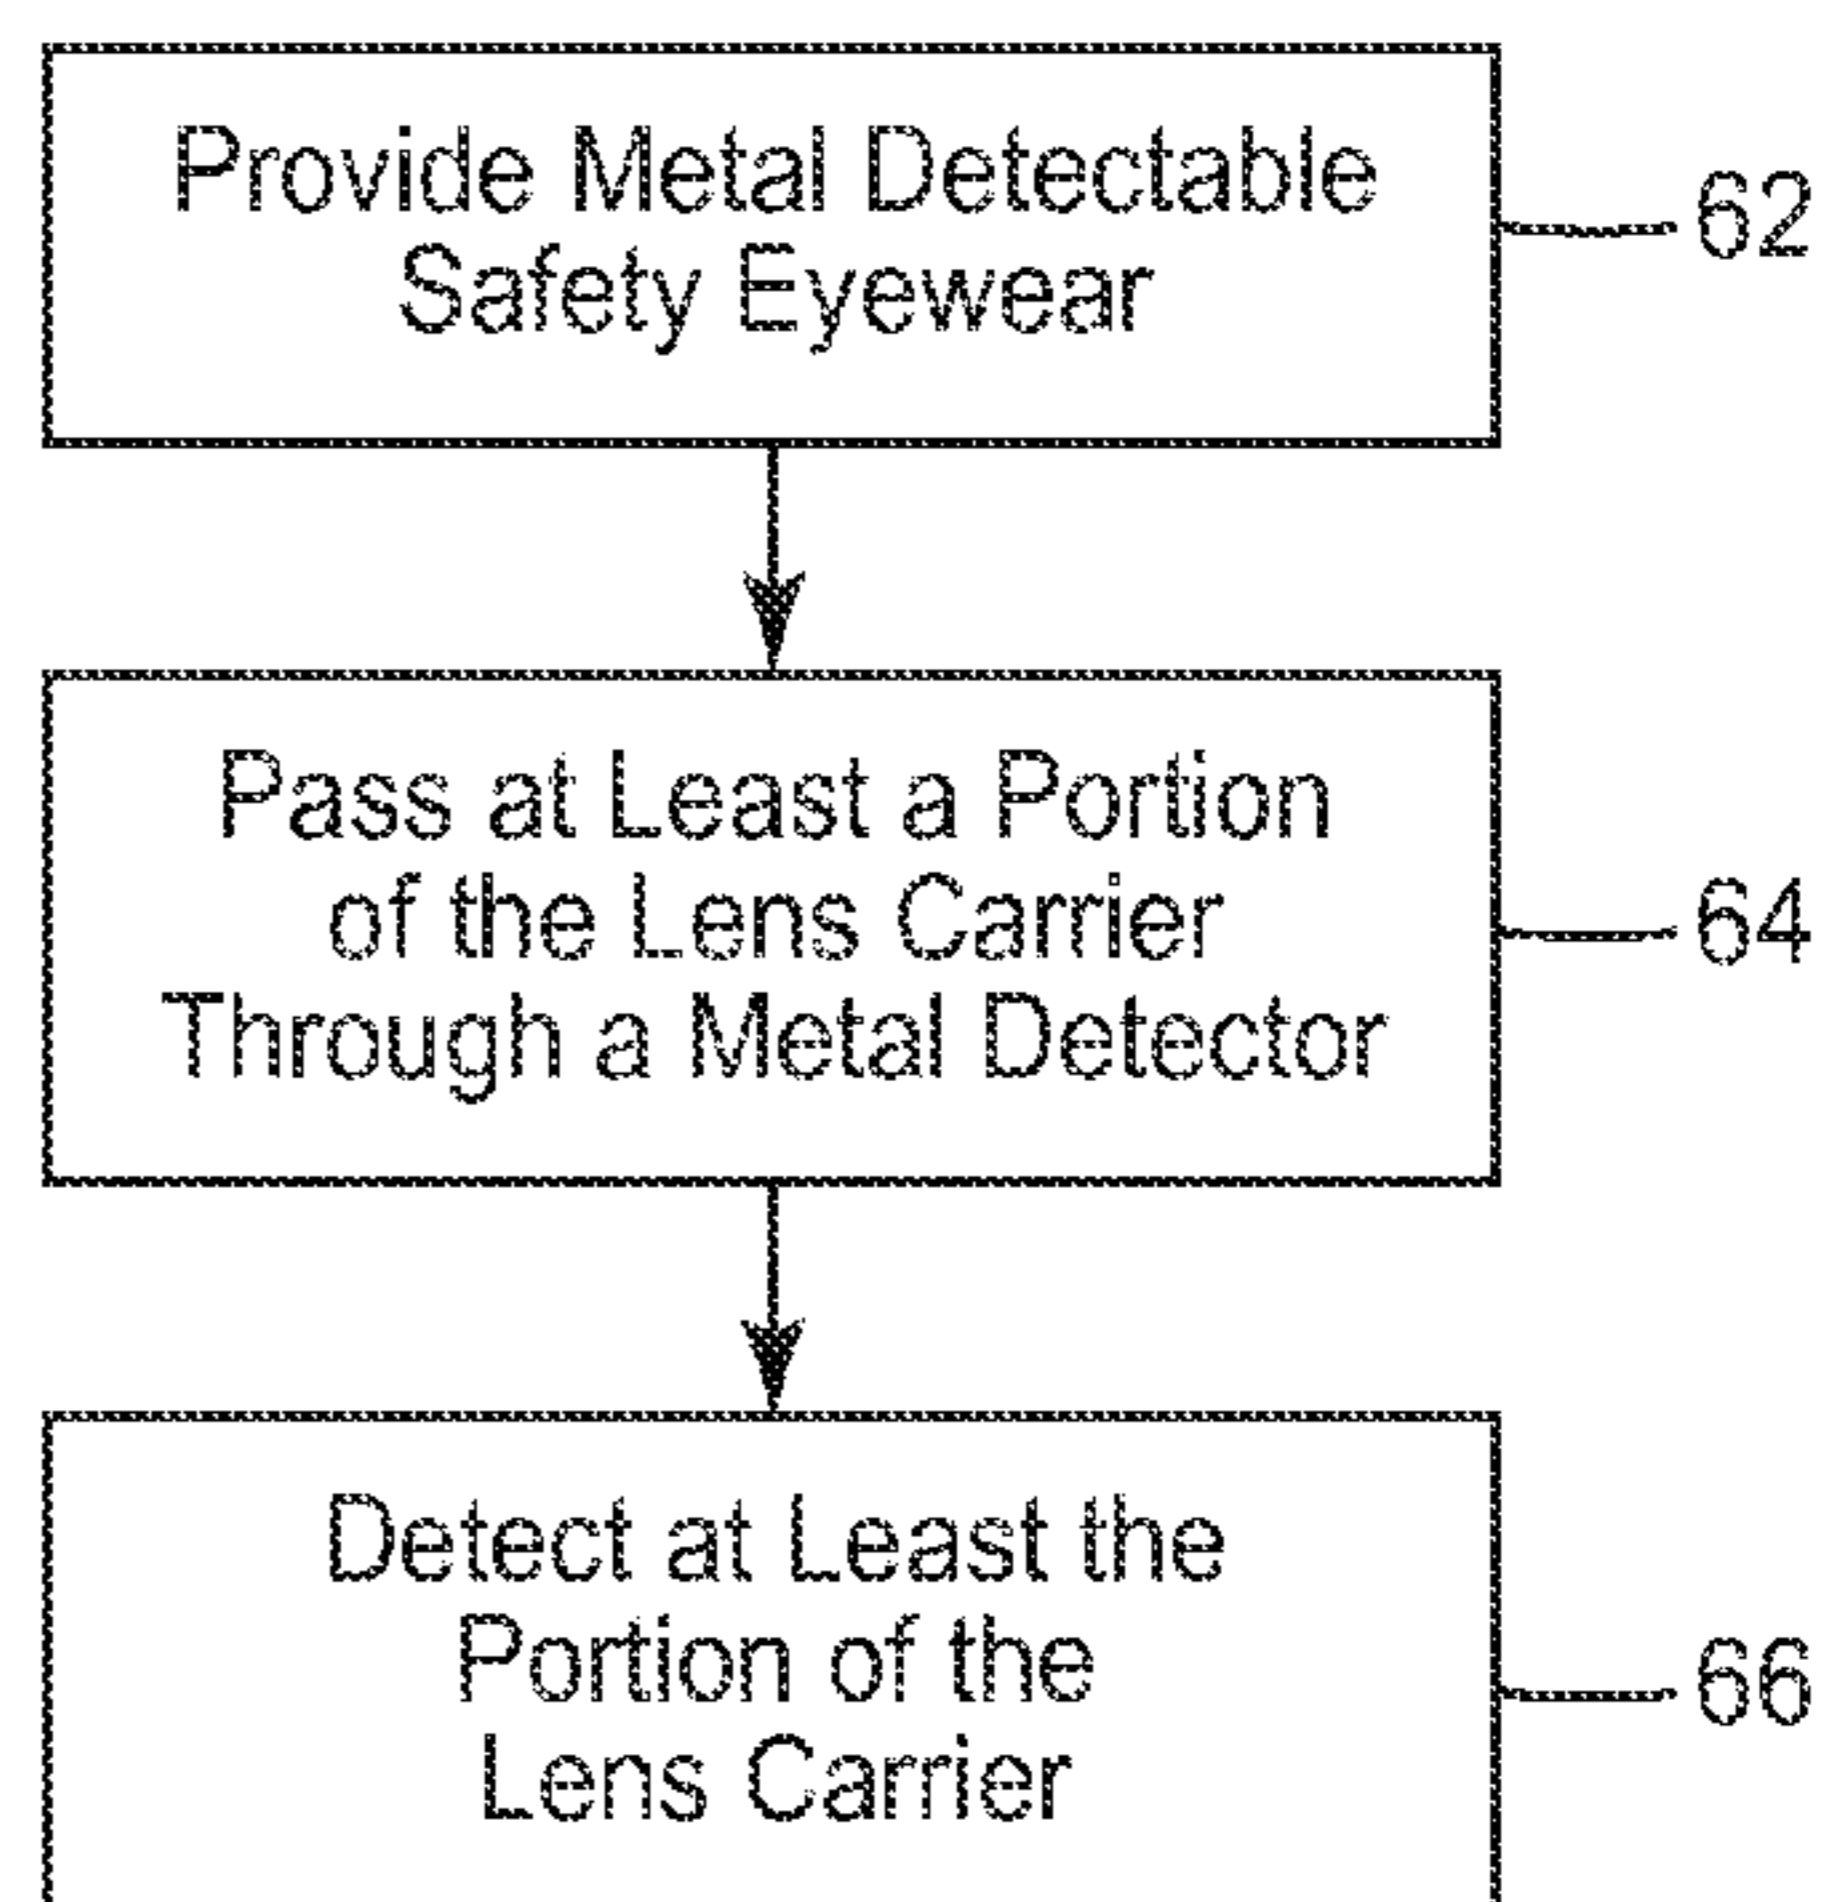 Provide Metal Detectable
Safety Eyewear
62
Pass at Least a Portion
of the Lens Carrier
Through a Metal Detector
64
Detect at Least the
Portion of the
Lens Carrier
66